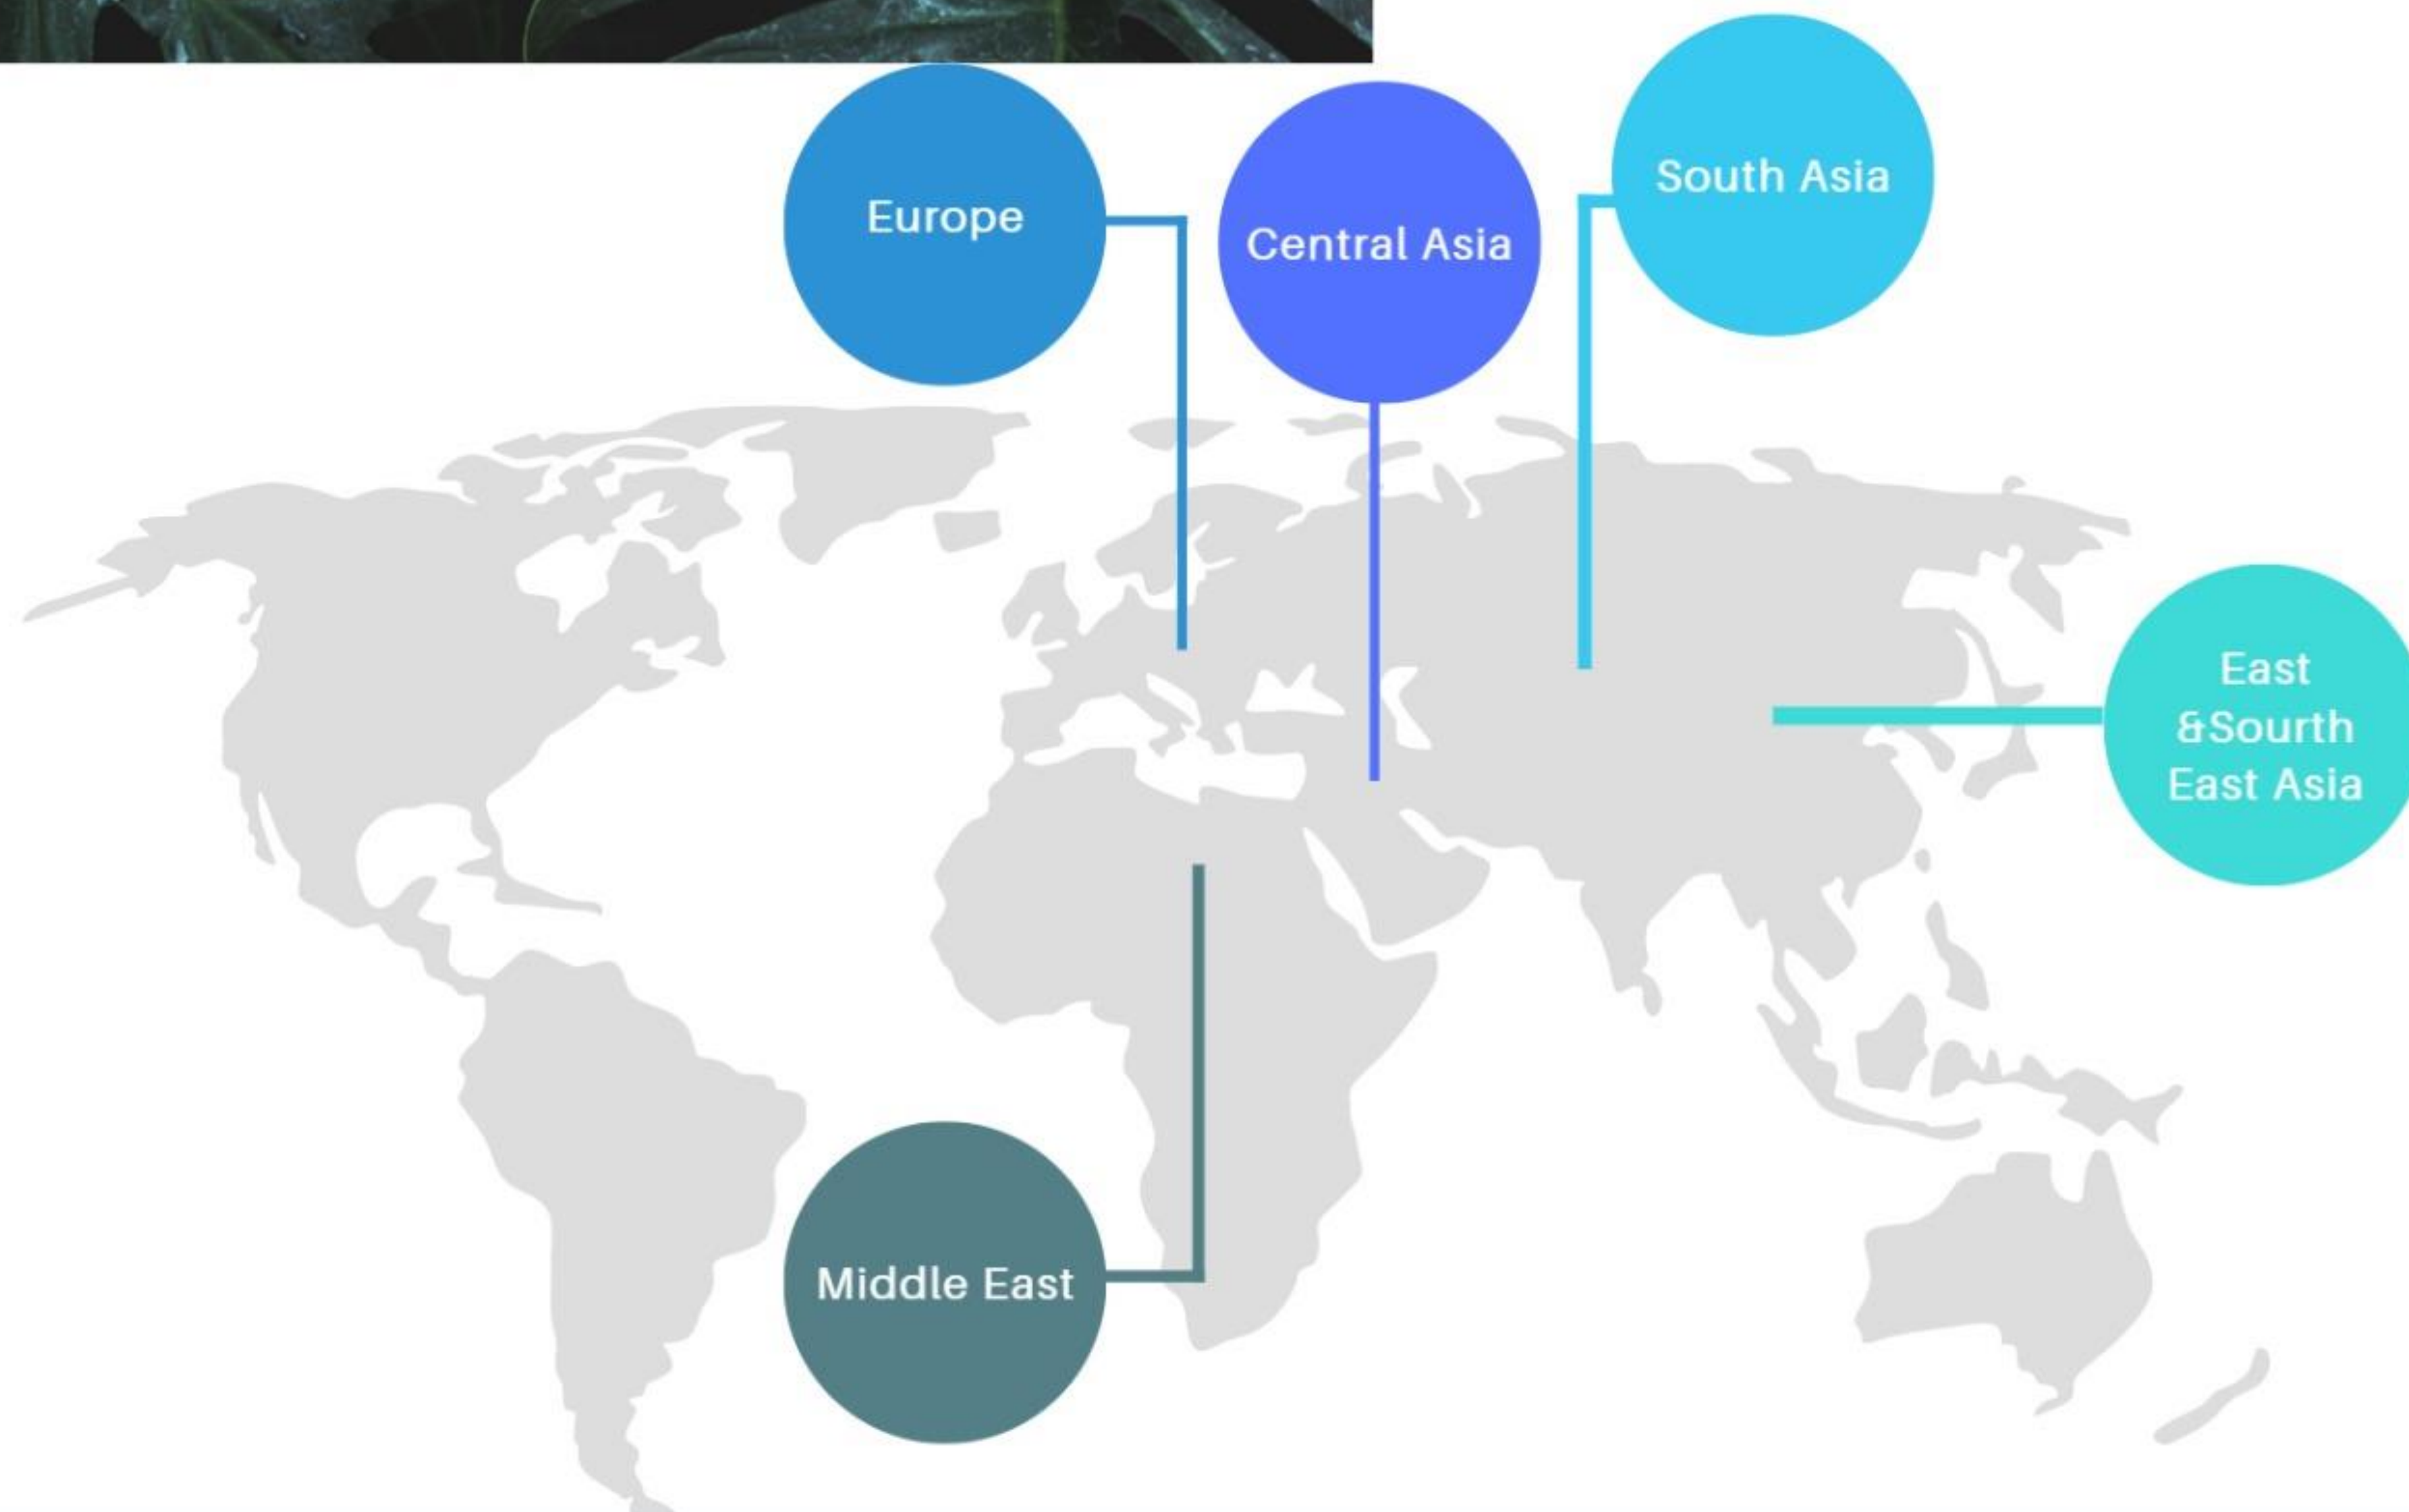 Europe
Central Asia
South Asia
East
&Sourth
East Asia
Middle East